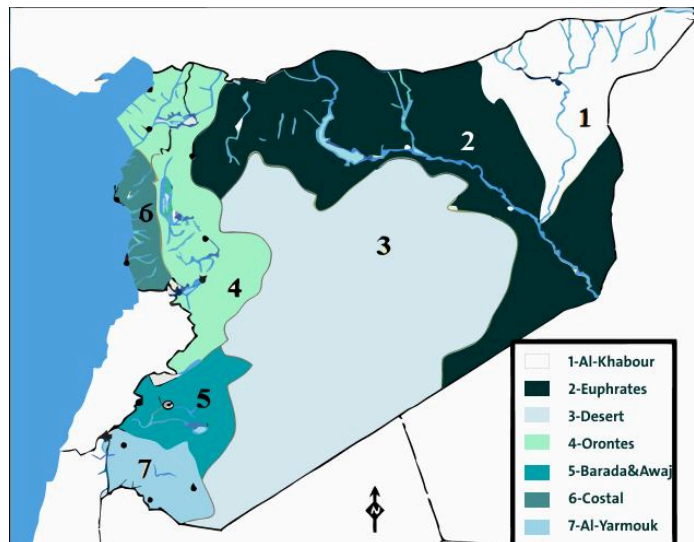 1
2
3
6
4
5
7
1-Al-Khabour
2-Euphrates
3-Desert
4-Orontes
5-Barada&Awaj
6-Costal
7-Al-Yarmouk
N